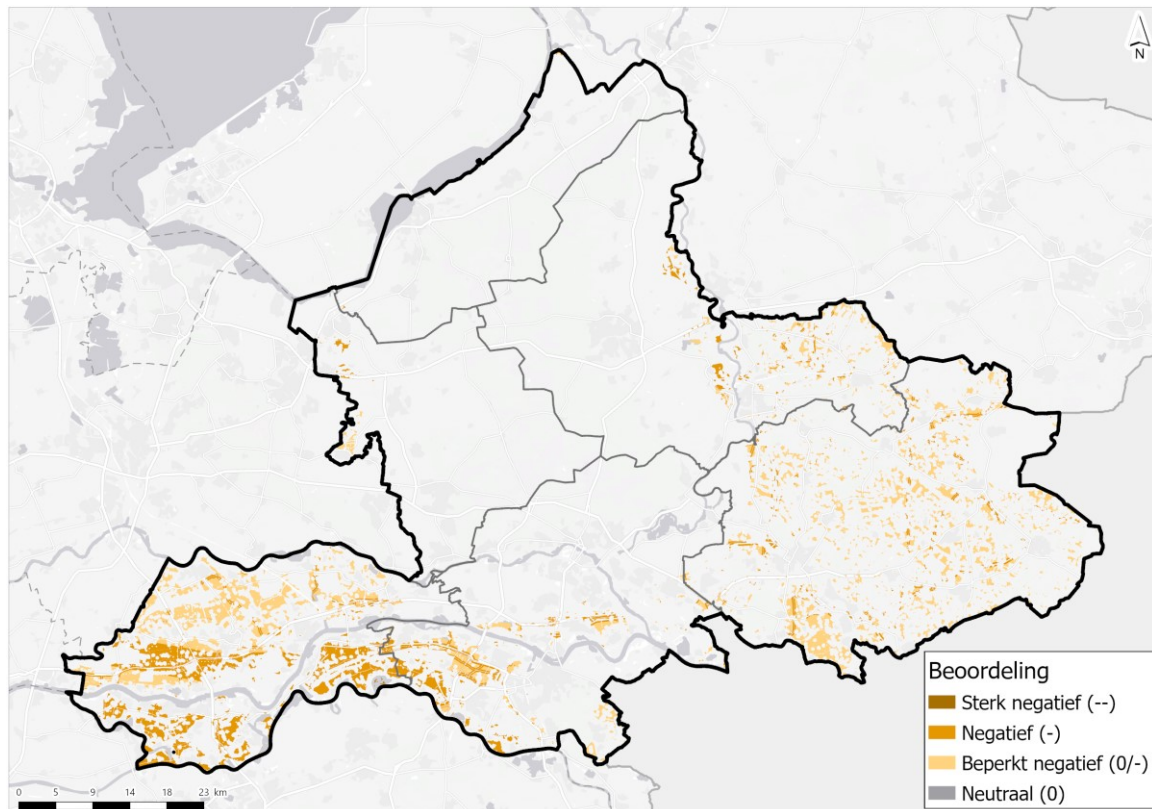 N
Beoordeling
Sterk negatief (--)
Negatief (-)
Beperkt negatief (0/-)
Neutraal (0)
0 5 9 14 18 23 km